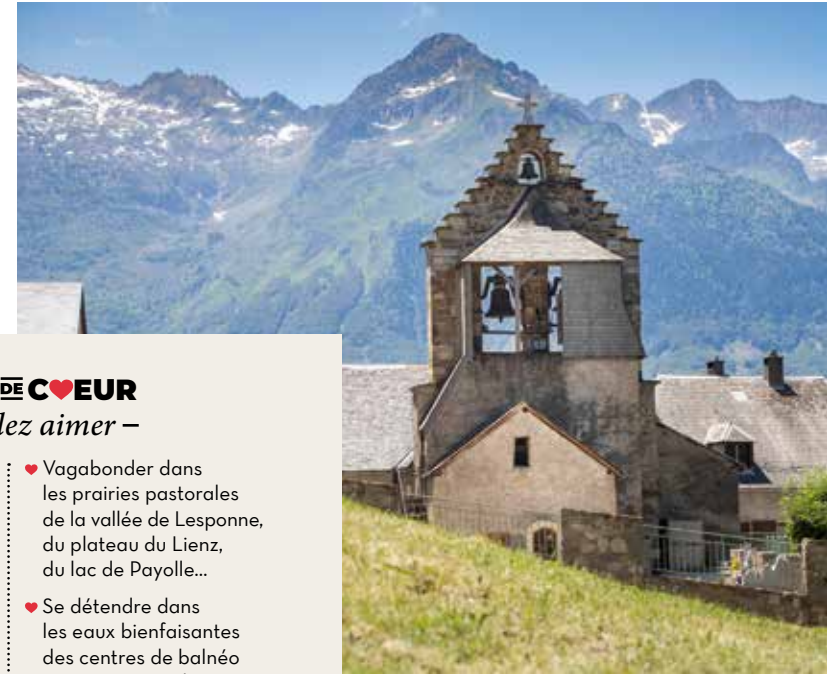 DE CŒUR
lez aimer –
Vagabonder dans
les prairies pastorales
de la vallée de Lesponne,
du plateau du Lienz,
du lac de Payolle...
Se détendre dans
les eaux bienfaisantes
des centres de balnéo